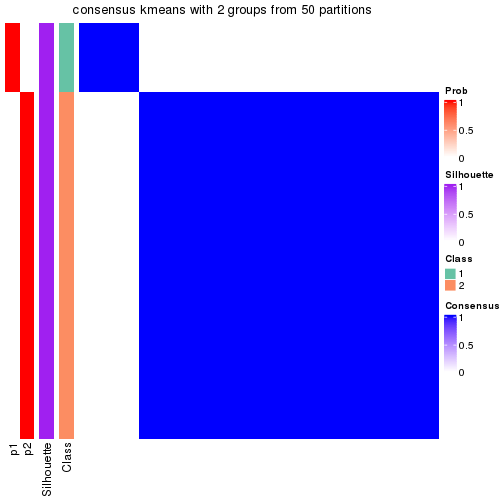 consensus kmeans with 2 groups from 50 partitions
Prob
1
0.5
0
Silhouette
1
0.5
0
Class
1
2
Consensus
1
0.5
0
p1
p2
Silhouette
Class